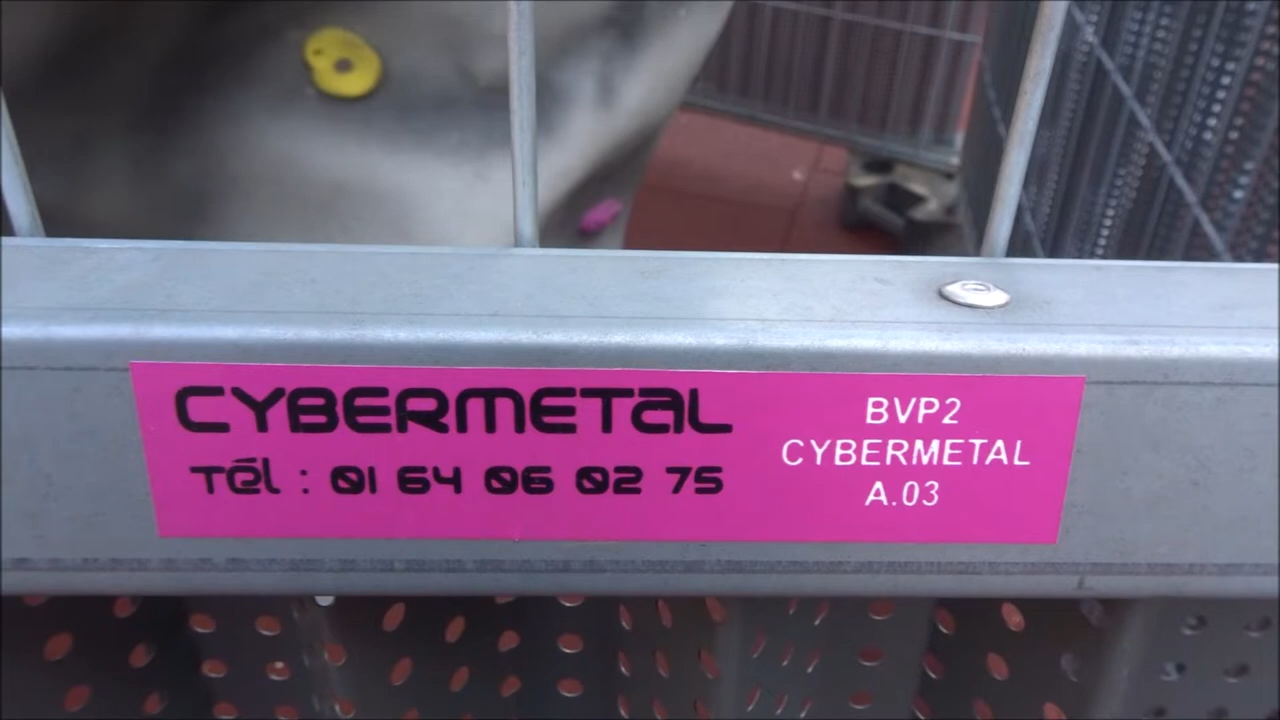 CYBERMETAL
Tél : 01 64 06 02 75
BVP2
CYBERMETAL
A.03